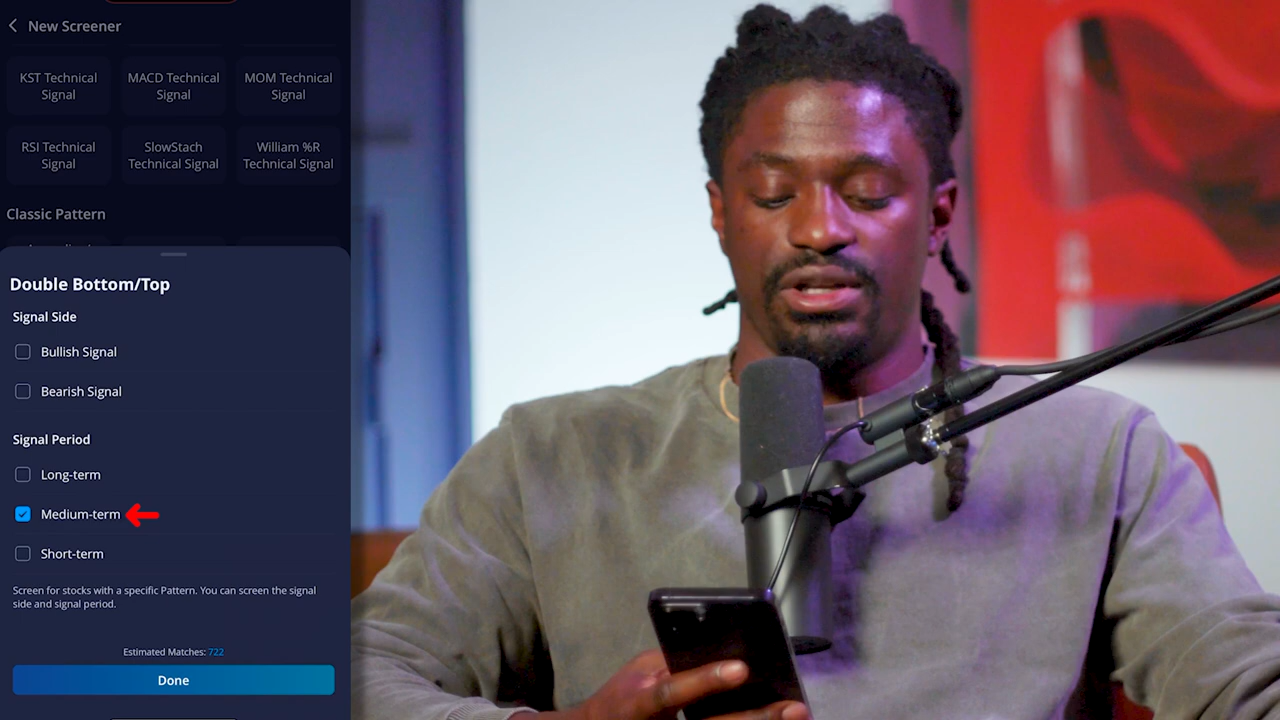 New Screener
KST Technical
Signal
MACD Technical
Signal
MOM Technical
Signal
RSI Technical
Signal
SlowStach
Technical Signal
William %R
Technical Signal
Classic Pattern
Double Bottom/Top
Signal Side
Bullish Signal
Bearish Signal
Signal Period
Long-term
Medium-term
Short-term
Screen for stocks with a specific Pattern. You can screen the signal
side and signal period.
Estimated Matches: 722
Done